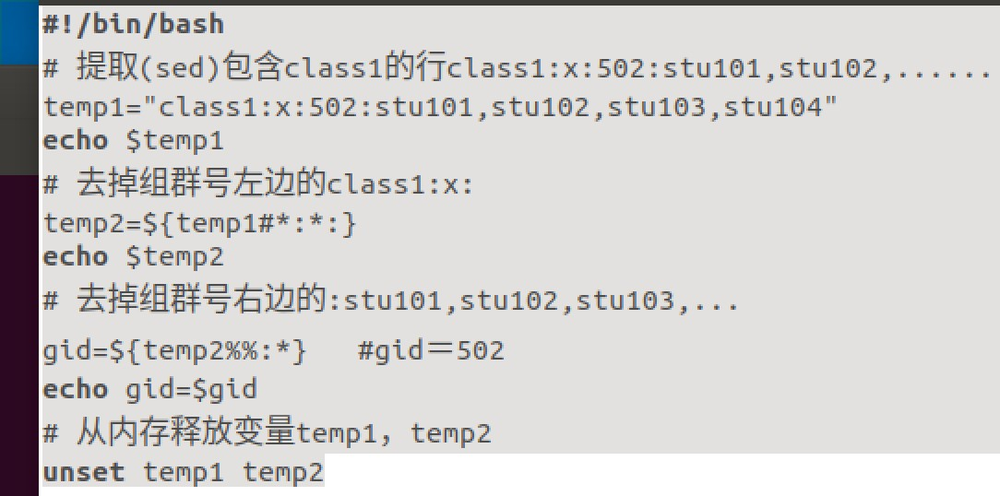 #!/bin/bash
# 提取(sed)包含class1的行class1:x:502:stu101,stu102,......
temp1="class1:x:502:stu101,stu102,stu103,stu104"
echo $temp1
# 去掉组群号左边的class1:x:
temp2=${temp1#*:*:}
echo $temp2
# 去掉组群号右边的:stu101,stu102,stu103,...
gid=${temp2%%:*}   #gid＝502
echo gid=$gid
# 从内存释放变量temp1，temp2
unset temp1 temp2